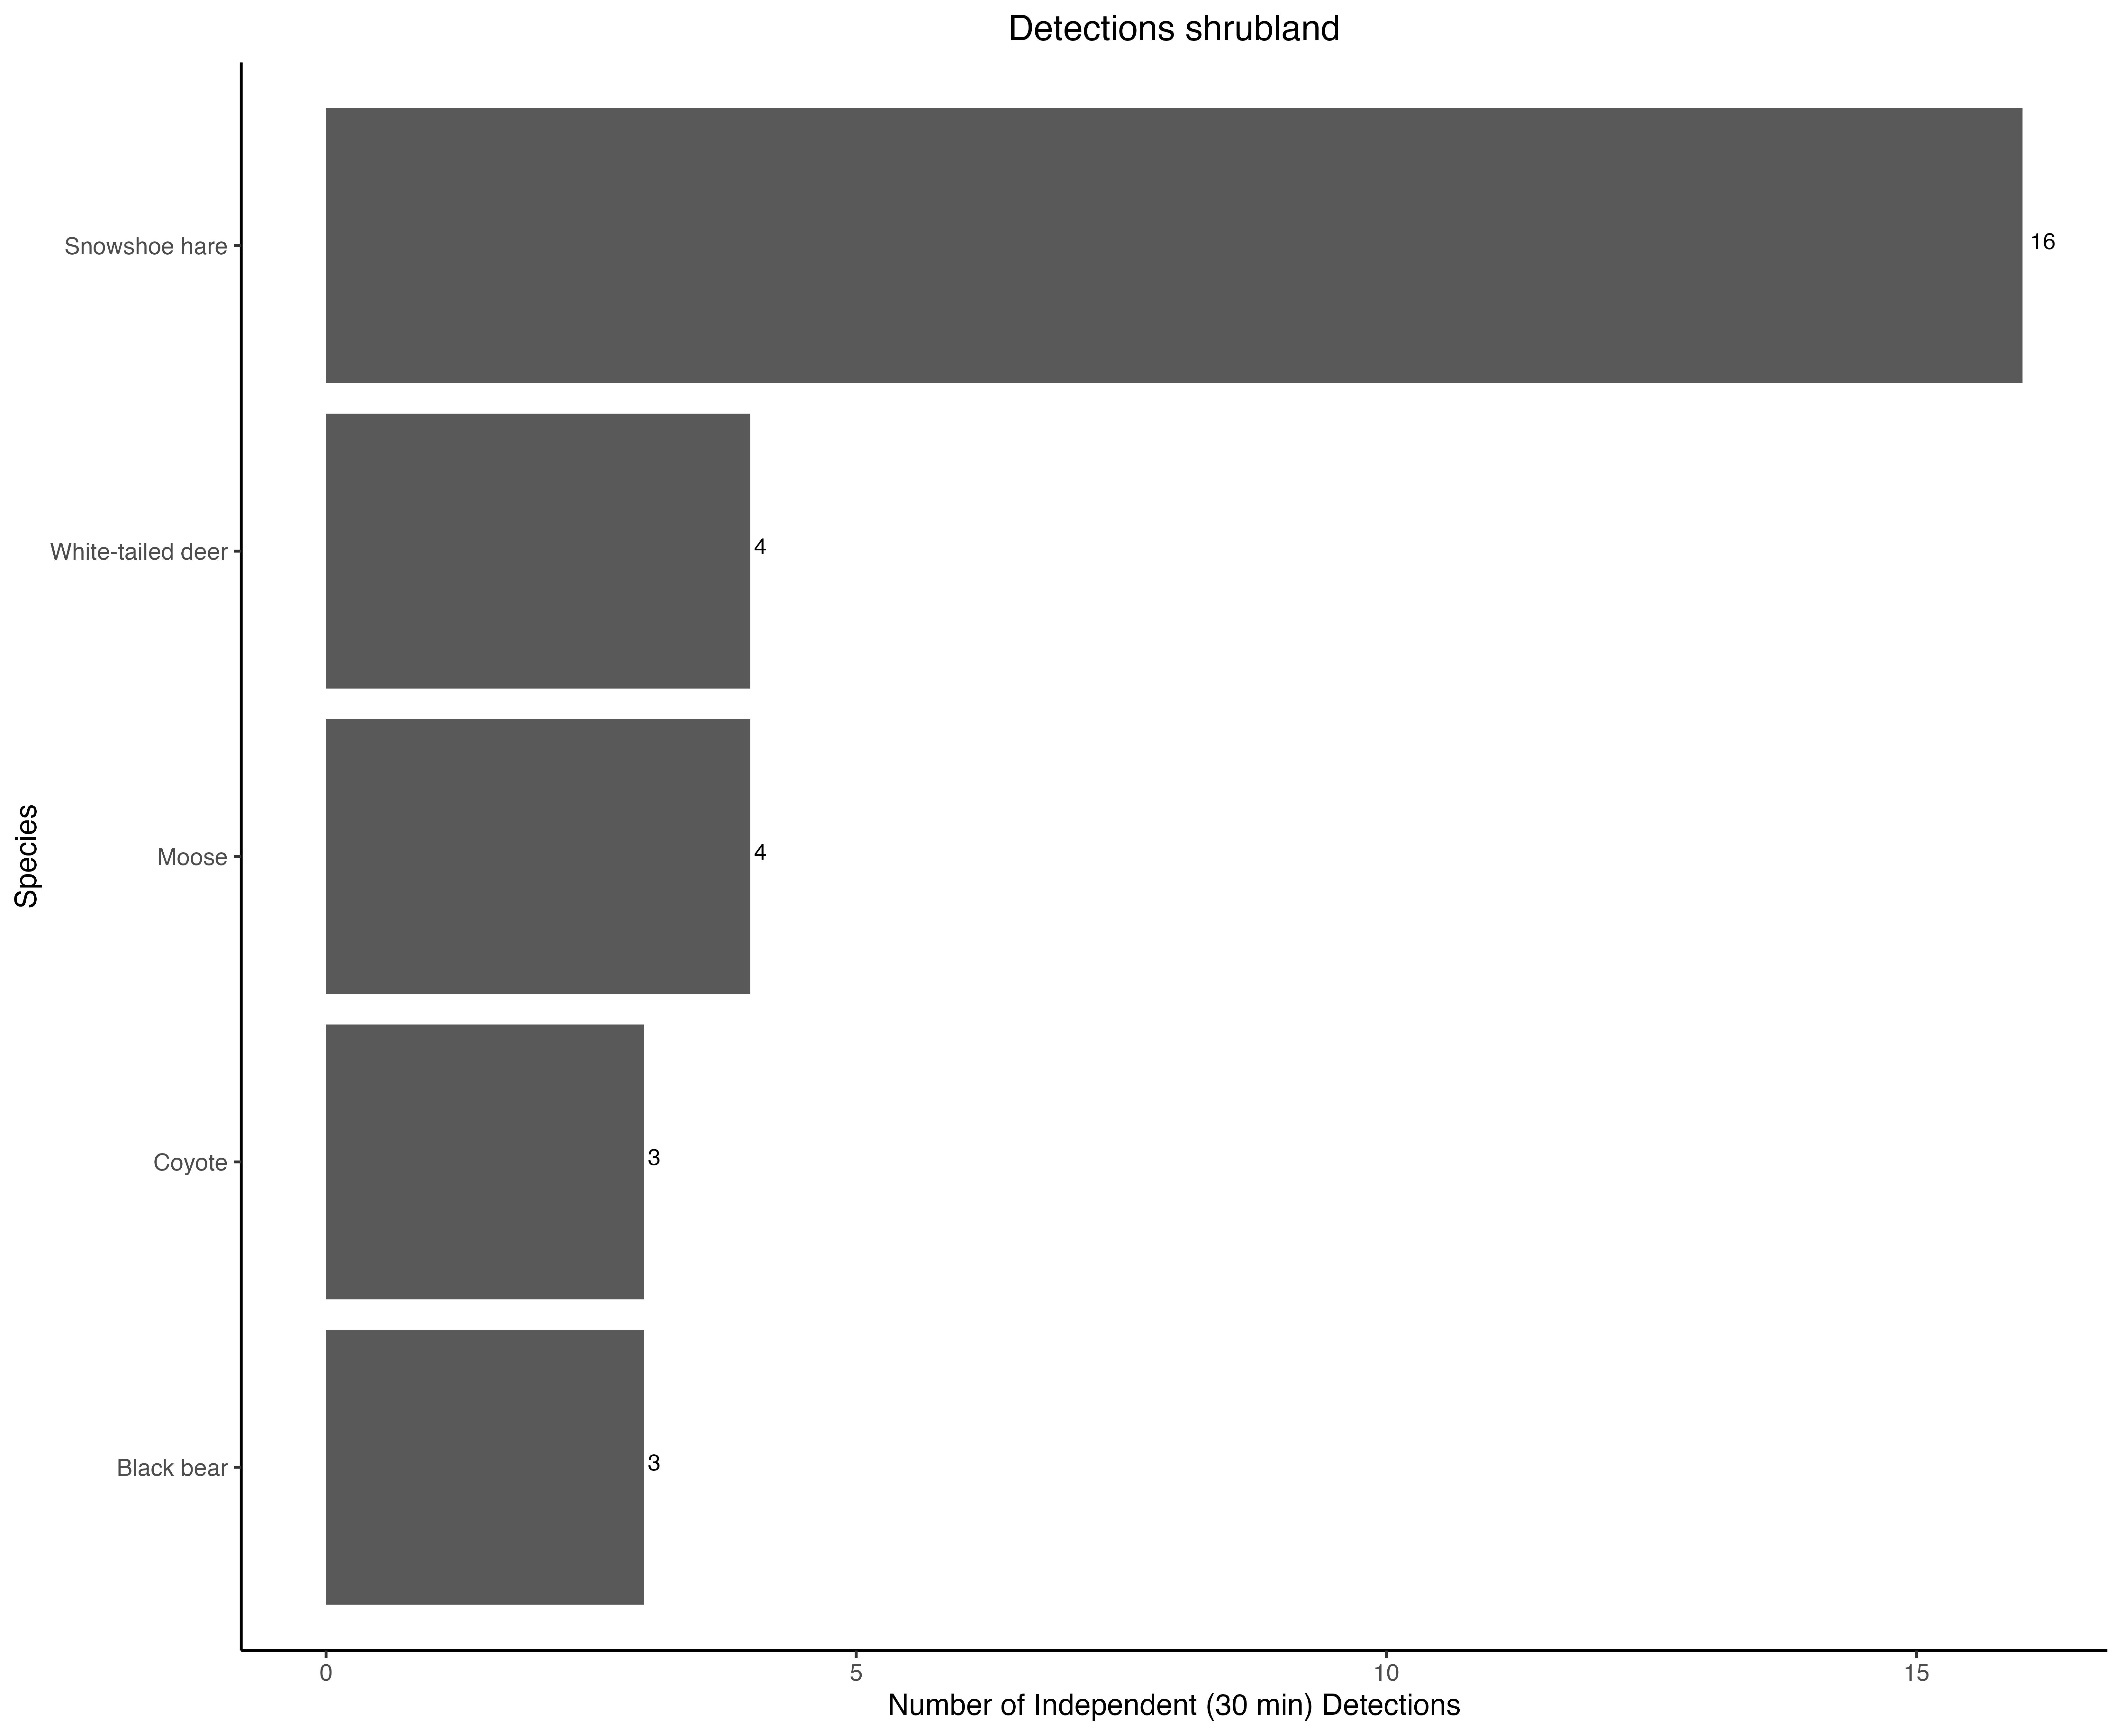 Detections shrubland
Snowshoe hare
16
White-tailed deer
4
Moose
4
Coyote
3
Black bear
3
Species
0 5 10 15
Number of Independent (30 min) Detections